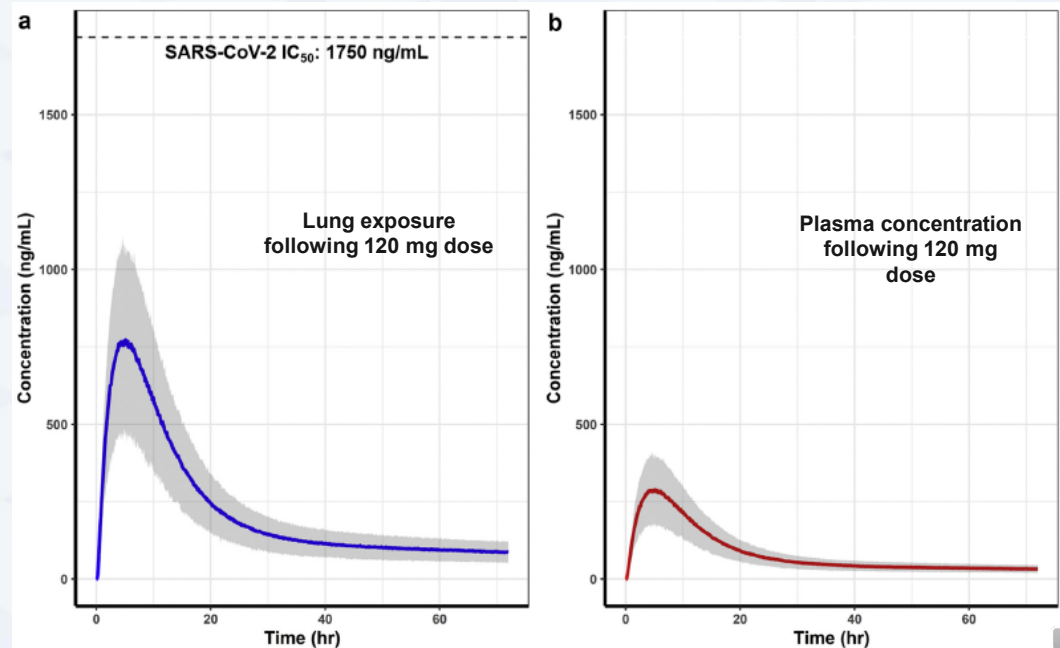 a
SARS-CoV-2 IC₅₀: 1750 ng/mL
Lung exposure
following 120 mg dose
Concentration (ng/mL)
1500
1000
500
0
0 20 40 60
Time (hr)
b
Plasma concentration
following 120 mg
dose
Concentration (ng/mL)
1500
1000
500
0
0 20 40 60
Time (hr)